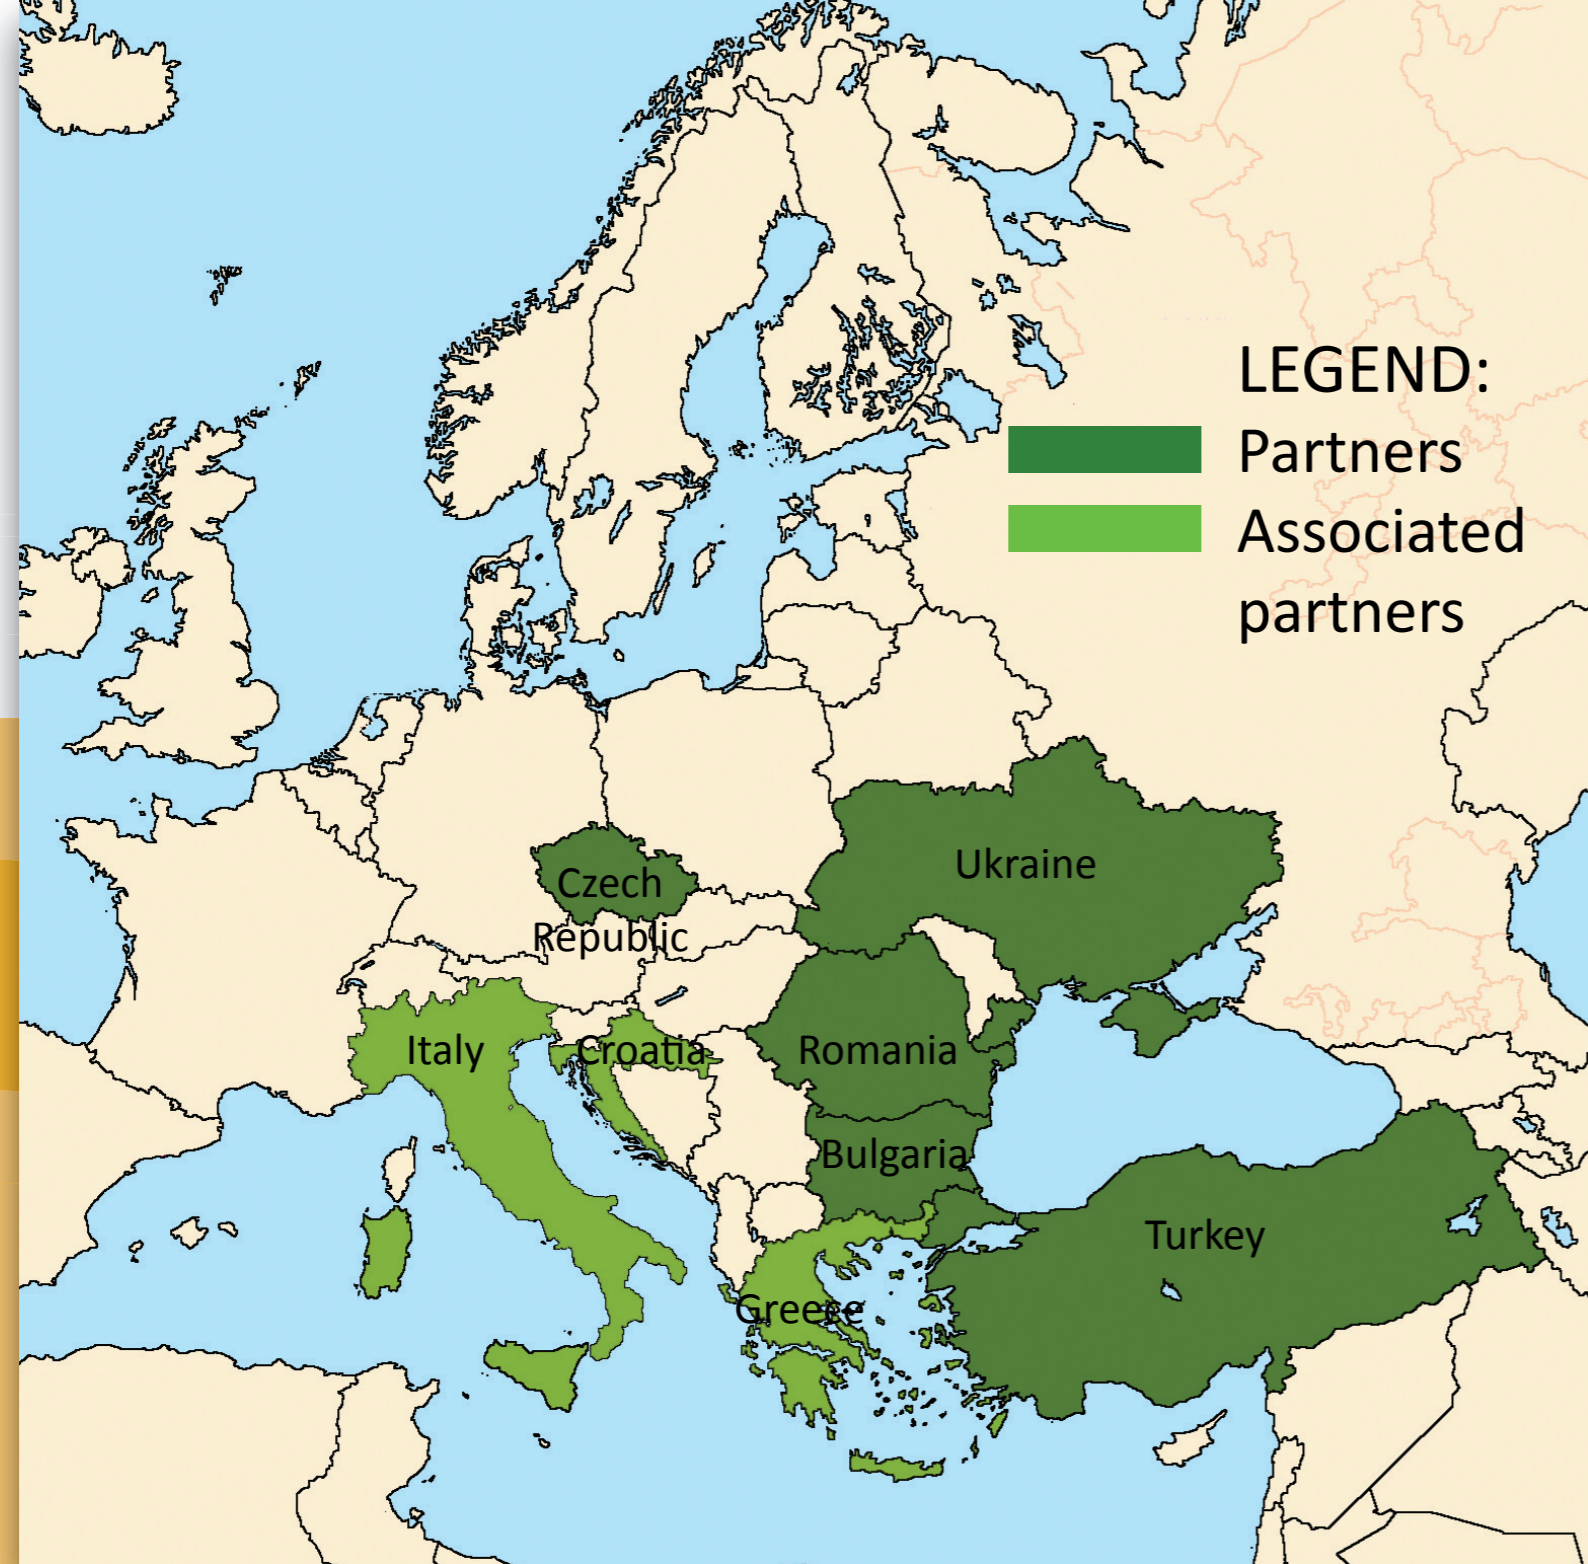 LEGEND:
Partners
Associated
partners
Ukraine
Czech
Republic
Italy
Croatia
Romania
Bulgaria
Turkey
Greece